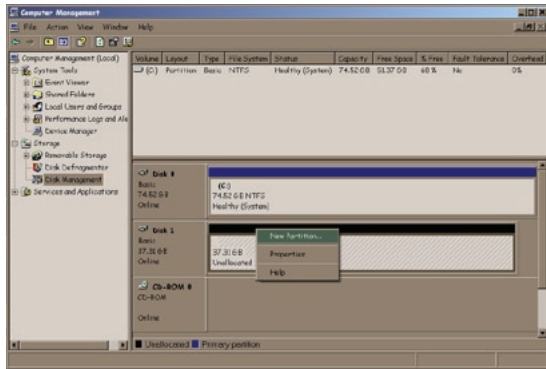 Computer Management
File Action View Window Help
Computer Management (Local)
System Tools
Event Viewer
Shared Folders
Local Users and Groups
Performance Logs and Ale
Device Manager
Storage
Removable Storage
Disk Defragmenter
Disk Management
Services and Applications
Volume Layout Type File System Status Capacity Free Space % Free Fault Tolerance Overhead
(C:) Partition Basic NTFS Healthy (System) 74.52 GB 51.37 GB 68 % No 0%
Disk 0
Basic
74.52 GB
Online
(C:)
74.52 GB NTFS
Healthy (System)
Disk 1
Basic
37.31 GB
Online
37.31 GB
Unallocated
New Partition...
Properties
Help
CD-ROM 0
CD-ROM
Online
Unallocated Primary partition